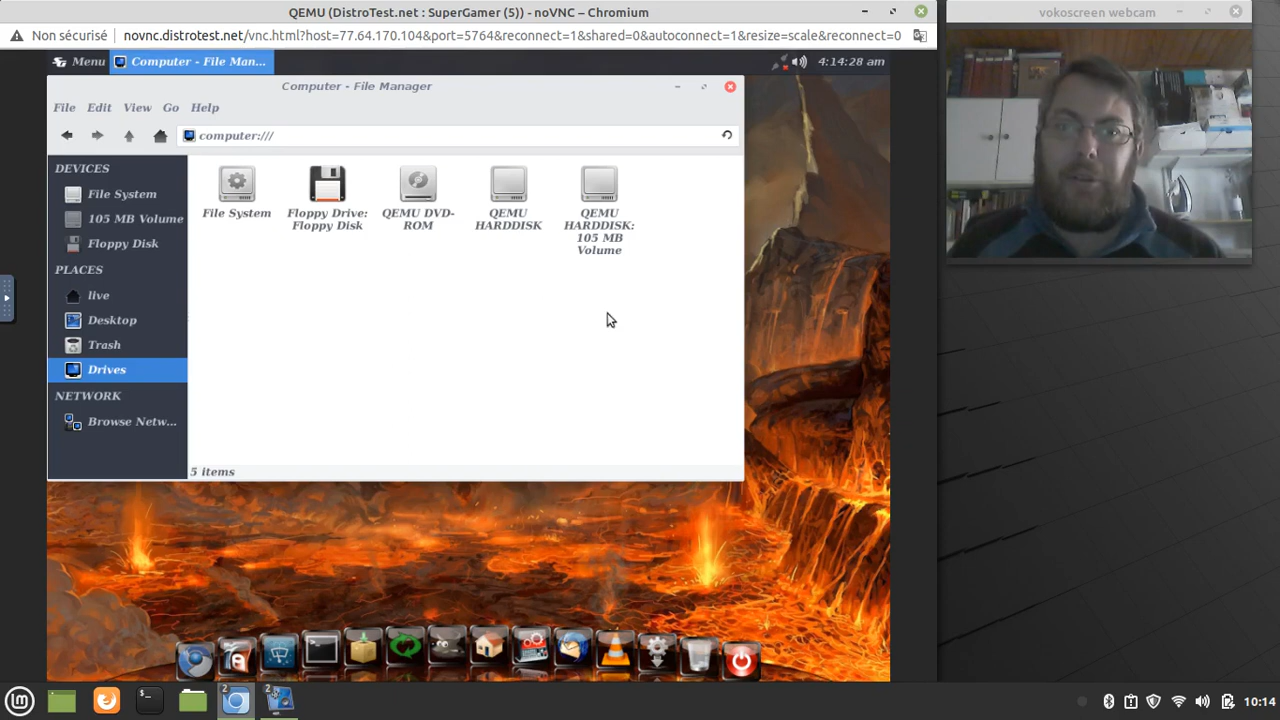 QEMU (DistroTest.net : SuperGamer (5)) - noVNC – Chromium
Non sécurisé novnc.distrotest.net/vnc.html?host=77.64.170.104&port=5764&reconnect=1&shared=0&autoconnect=1&resize=scale&reconnect=0
vokoscreen webcam
Menu Computer - File Man... 4:14:28 am
Computer - File Manager
File Edit View Go Help
computer:///
DEVICES
File System
105 MB Volume
Floppy Disk
PLACES
live
Desktop
Trash
Drives
NETWORK
Browse Netw...
File System
Floppy Drive:
Floppy Disk
QEMU DVD-
ROM
QEMU
HARDDISK
QEMU
HARDDISK:
105 MB
Volume
5 items
2
2
10:14